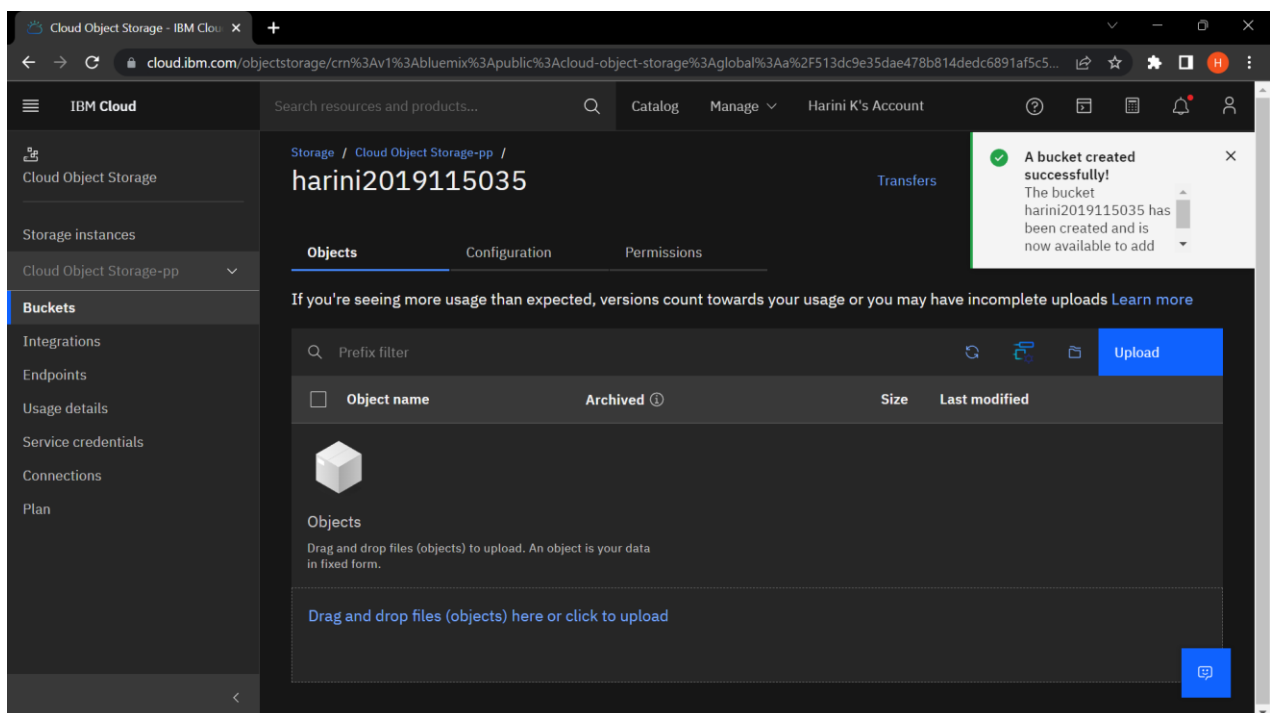 Cloud Object Storage - IBM Clou
cloud.ibm.com/objectstorage/crn%3Av1%3Abluemix%3Apublic%3Acloud-object-storage%3Aglobal%3Aa%2F513dc9e35dae478b814dedc6891af5c5...
H
IBM Cloud
Search resources and products...
Catalog
Manage
Harini K's Account
Cloud Object Storage
Storage instances
Cloud Object Storage-pp
Buckets
Integrations
Endpoints
Usage details
Service credentials
Connections
Plan
Storage / Cloud Object Storage-pp /
harini2019115035
Transfers
A bucket created
successfully!
The bucket
harini2019115035 has
been created and is
now available to add
Objects
Configuration
Permissions
If you're seeing more usage than expected, versions count towards your usage or you may have incomplete uploads Learn more
Prefix filter
Upload
Object name
Archived
Size
Last modified
Objects
Drag and drop files (objects) to upload. An object is your data
in fixed form.
Drag and drop files (objects) here or click to upload